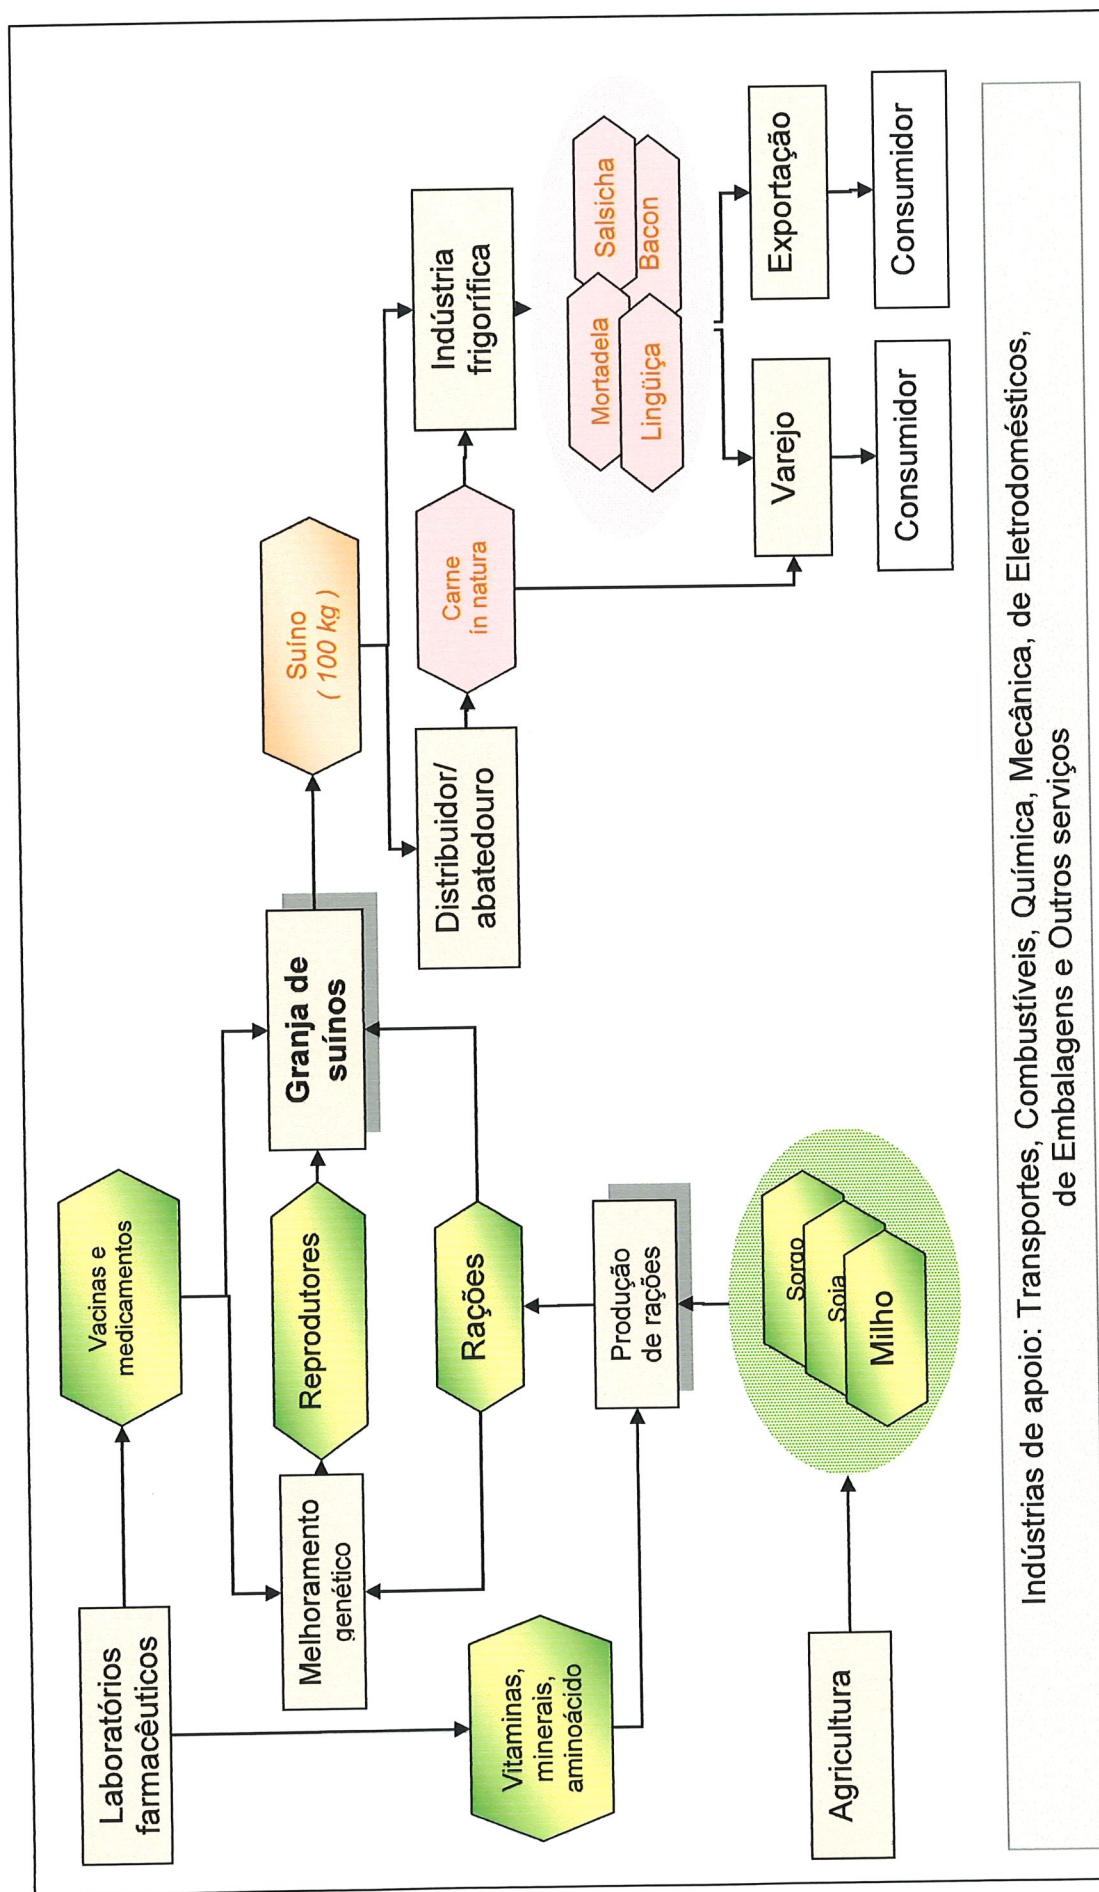 Laboratórios
farmacêuticos
Vacinas e
medicamentos
Melhoramento
genético
Reprodutores
Granja de
suínos
Suíno
( 100 kg )
Vitaminas,
minerais,
aminoácido
Rações
Produção
de rações
Agricultura
Sorgo
Soja
Milho
Distribuidor/
abatedouro
Carne
ín natura
Indústria
frigorífica
Mortadela
Salsicha
Lingüiça
Bacon
Varejo
Exportação
Consumidor
Consumidor
Indústrias de apoio: Transportes, Combustíveis, Química, Mecânica, de Eletrodomésticos,
de Embalagens e Outros serviços